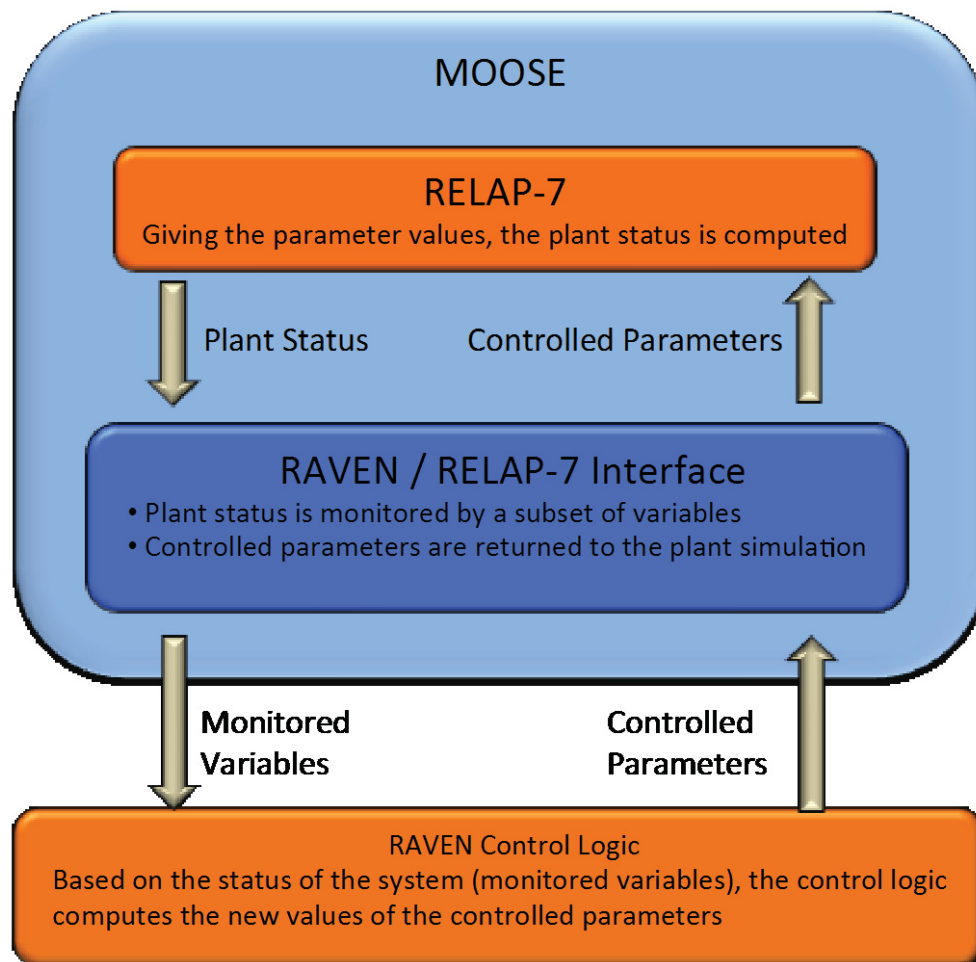 MOOSE
RELAP-7
Giving the parameter values, the plant status is computed
Plant Status
Controlled Parameters
RAVEN / RELAP-7 Interface
• Plant status is monitored by a subset of variables
• Controlled parameters are returned to the plant simulation
Monitored
Variables
Controlled
Parameters
RAVEN Control Logic
Based on the status of the system (monitored variables), the control logic
computes the new values of the controlled parameters